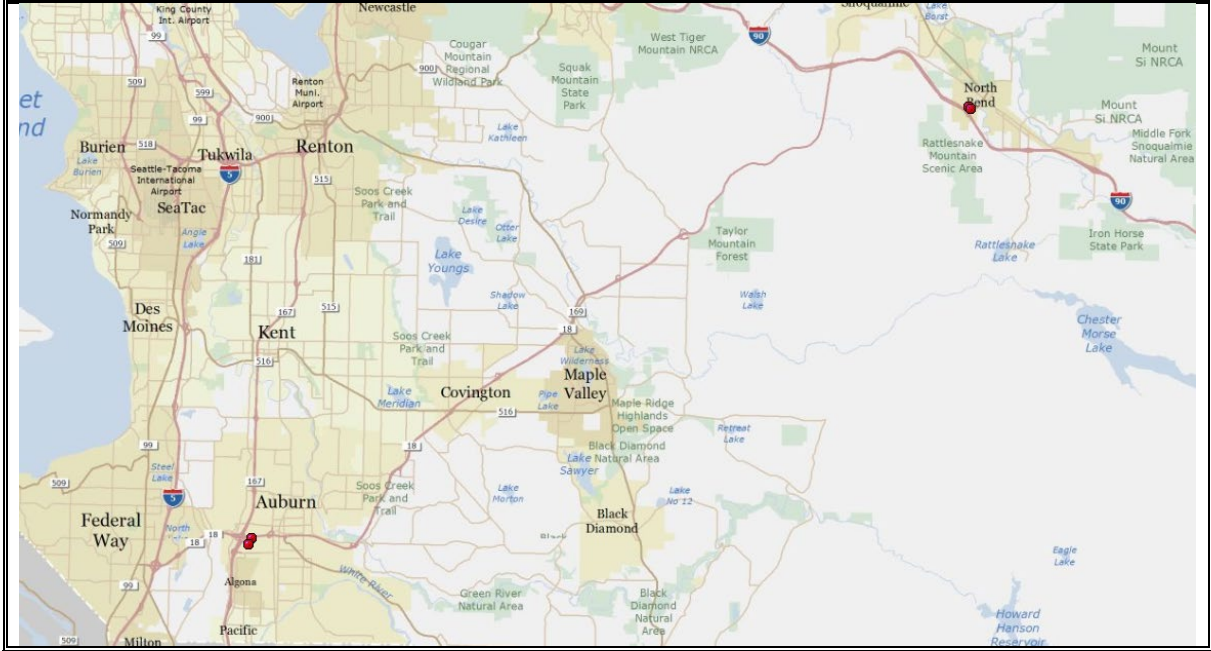 King County
Int. Airport
Newcastle
Snoqualmie
Lake
Borst
99
90
509
599
99
900
Renton
Muni.
Airport
900
Cougar
Mountain
Regional
Wildland Park
Squak
Mountain
State
Park
West Tiger
Mountain NRCA
Mount
Si NRCA
North
Bend
Mount
Si NRCA
Middle Fork
Snoqualmie
Natural Area
et
nd
Burien
518
Lake
Burien
Tukwila
5
Renton
Lake
Kathleen
Rattlesnake
Mountain
Scenic Area
Seattle-Tacoma
International
Airport
SeaTac
515
Soos Creek
Park and
Trail
90
Normandy
Park
509
Angle
Lake
Lake
Desire
Otter
Lake
Taylor
Mountain
Forest
Rattlesnake
Lake
Iron Horse
State Park
181
Lake
Youngs
Shadow
Lake
Walsh
Lake
Des
Moines
167
515
Kent
169
18
Chester
Morse
Lake
Soos Creek
Park and
Trail
516
Lake
Wilderness
Maple
Valley
Lake
Meridian
Covington
Pipe
Lake
516
Maple Ridge
Highlands
Open Space
Retreat
Lake
99
18
Black Diamond
Natural Area
Lake
Sawyer
509
Steel
Lake
5
167
Auburn
Soos Creek
Park and
Trail
Lake
Morton
Lake
No 12
Federal
Way
North
18
18
Black
Diamond
Black
Eagle
Lake
99
Algona
White River
Green River
Natural Area
Black
Diamond
Natural
Area
Howard
Hanson
Reservoir
509
Milton
Pacific